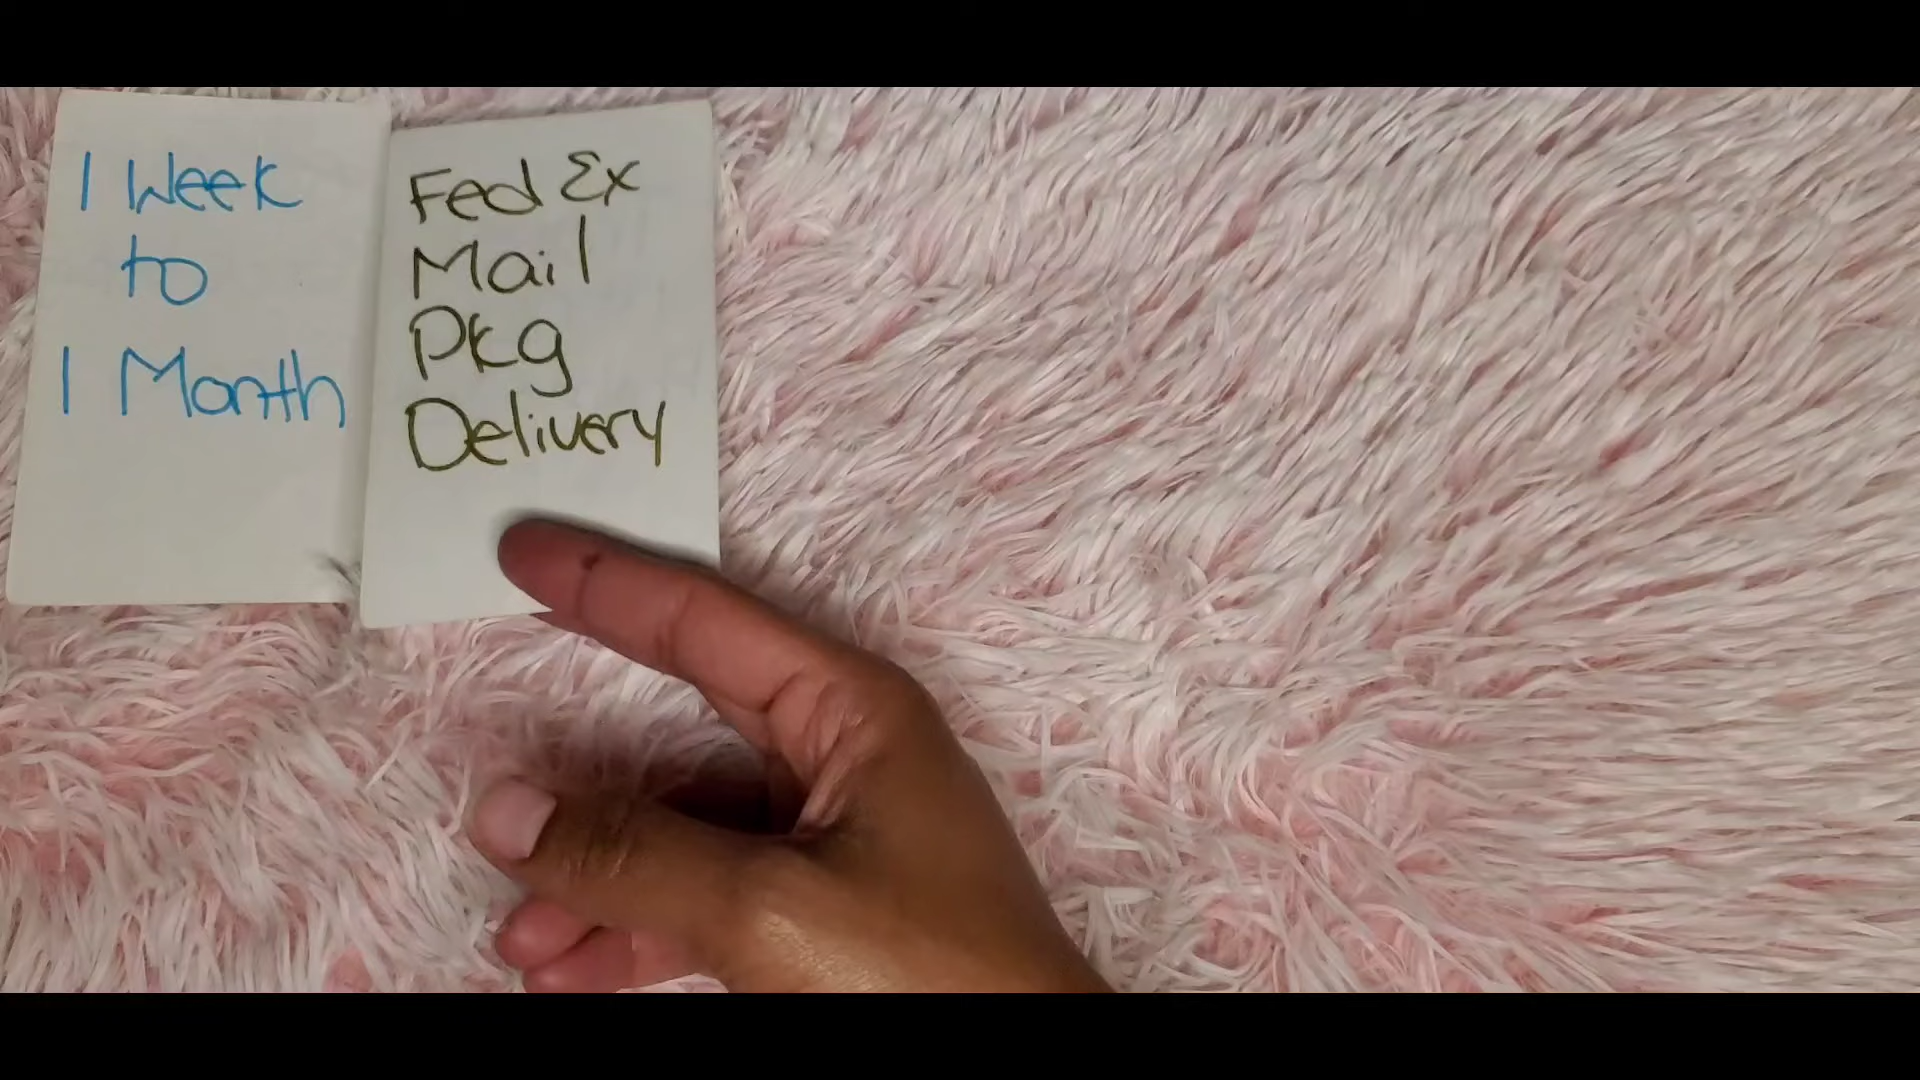 1 Week
to
1 Month
Fed Ex
Mail
Pkg
Delivery